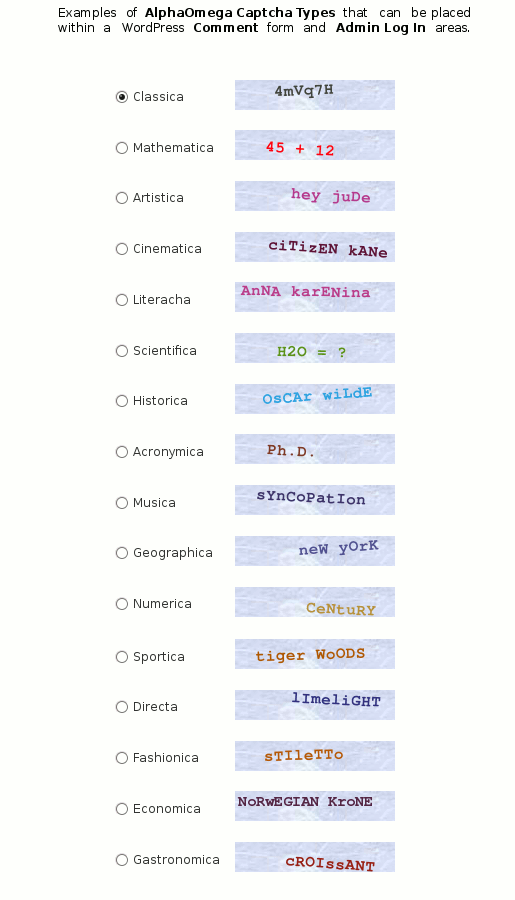 Examples of AlphaOmega Captcha Types that can be placed
within a WordPress Comment form and Admin Log In areas.
Classica 4mVq7H
Mathematica 45 + 12
Artistica hey juDe
Cinematica ciTizEN kANe
Literacha AnNA karENina
Scientifica H2O = ?
Historica OsCAr wiLdE
Acronymica Ph.D.
Musica sYnCoPatIon
Geographica neW yOrK
Numerica CeNtuRY
Sportica tiger WoODS
Directa lImeliGHT
Fashionica sTIleTTo
Economica NoRwEGIAN KroNE
Gastronomica cROIssANT